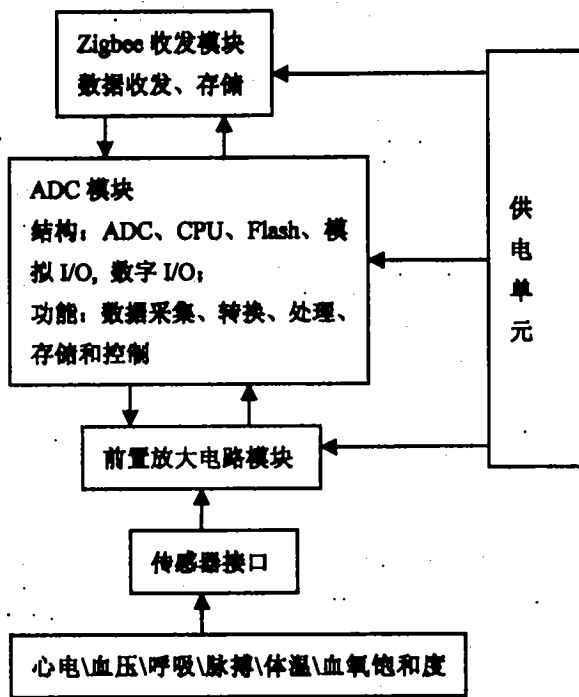 Zigbee 收发模块
数据收发、存储
ADC 模块
结构：ADC、CPU、Flash、模
拟 I/O, 数字 I/O；
功能：数据采集、转换、处理、
存储和控制
前置放大电路模块
传感器接口
心电\血压\呼吸\脉搏\体温\血氧饱和度
供
电
单
元